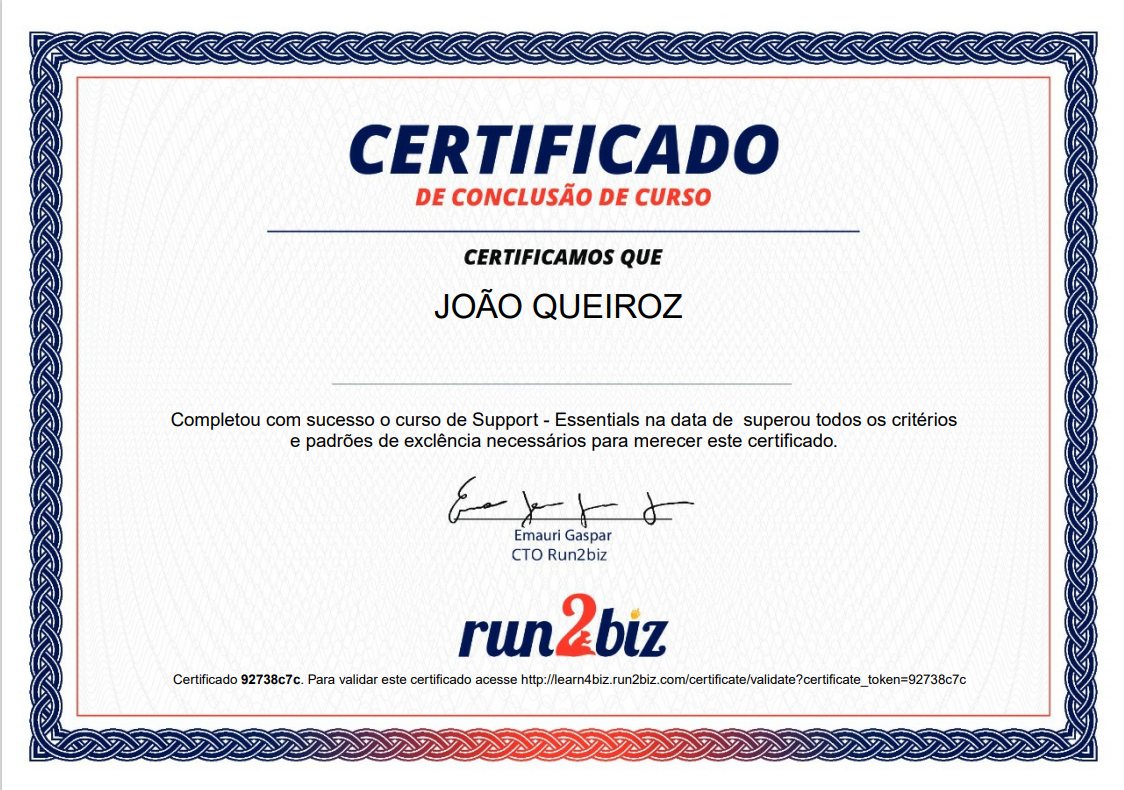 CERTIFICADO
DE CONCLUSÃO DE CURSO
CERTIFICAMOS QUE
JOÃO QUEIROZ
Completou com sucesso o curso de Support - Essentials na data de  superou todos os critérios
e padrões de exclência necessários para merecer este certificado.
Emauri Gaspar
CTO Run2biz
run2biz
Certificado 92738c7c. Para validar este certificado acesse http://learn4biz.run2biz.com/certificate/validate?certificate_token=92738c7c